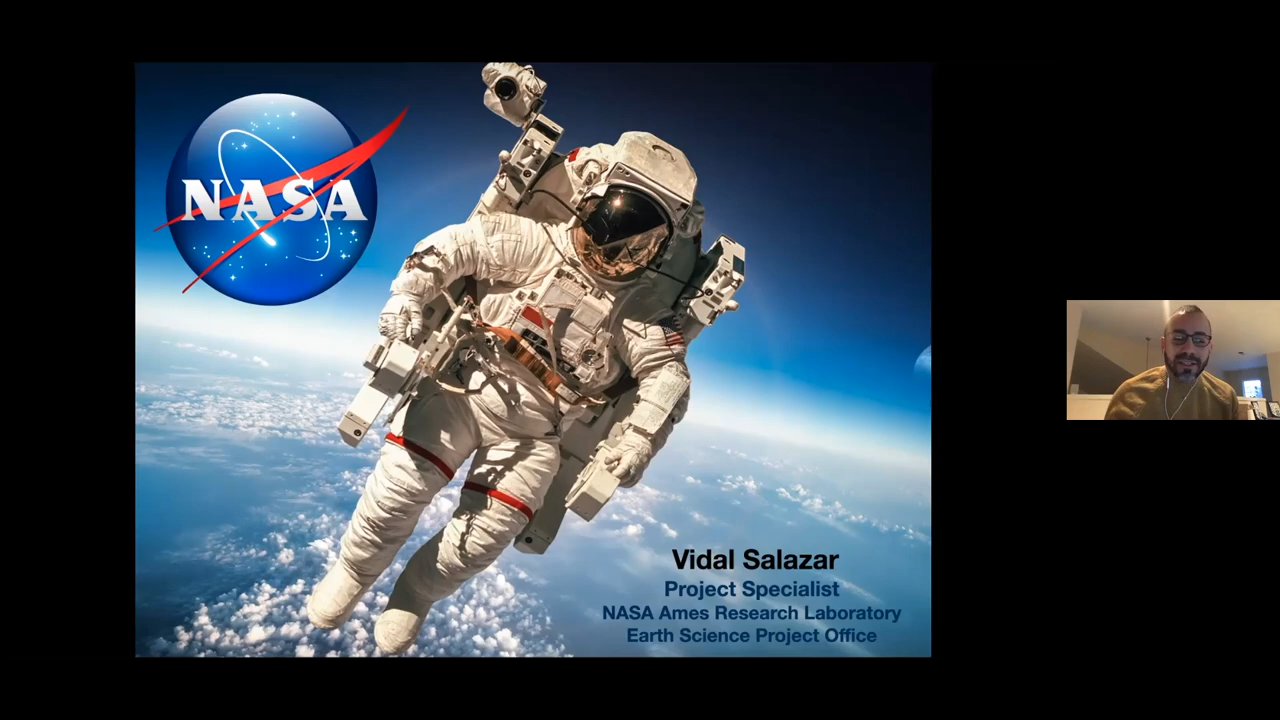 NASA
Vidal Salazar
Project Specialist
NASA Ames Research Laboratory
Earth Science Project Office